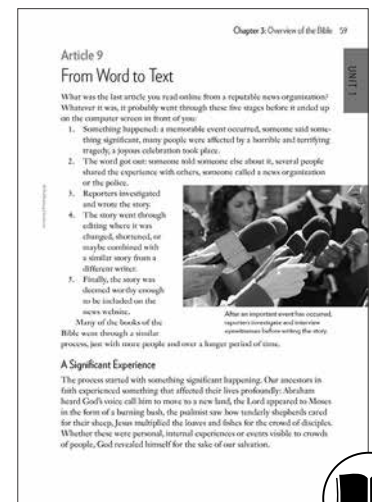 Chapter 3: Overview of the Bible 59
UNIT 1
Article 9
From Word to Text
What was the last article you read online from a reputable news organization?
Whatever it was, it probably went through these five stages before it ended up
on the computer screen in front of you:
1. Something happened: a memorable event occurred, someone said some-
thing significant, many people were affected by a horrible and terrifying
tragedy, a joyous celebration took place.
2. The word got out: someone told someone else about it, several people
shared the experience with others, someone called a news organization
or the police.
3. Reporters investigated
and wrote the story.
4. The story went through
editing where it was
changed, shortened, or
maybe combined with
a similar story from a
different writer.
5. Finally, the story was
deemed worthy enough
to be included on the
news website.
After an important event has occurred,
reporters investigate and interview
eyewitnesses before writing the story.
Many of the books of the
Bible went through a similar
process, just with more people and over a longer period of time.
A Significant Experience
The process started with something significant happening. Our ancestors in
faith experienced something that affected their lives profoundly: Abraham
heard God's voice call him to move to a new land, the Lord appeared to Moses
in the form of a burning bush, the psalmist saw how tenderly shepherds cared
for their sheep, Jesus multiplied the loaves and fishes for the crowd of disciples.
Whether these were personal, internal experiences or events visible to crowds
of people, God revealed himself for the sake of our salvation.